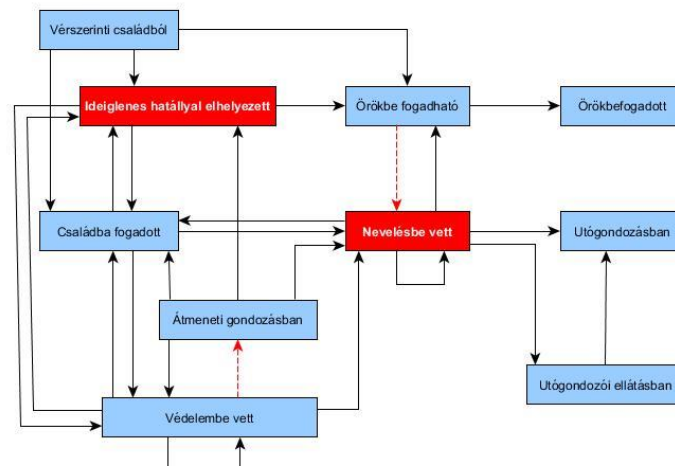 Vérszerinti családból
Ideiglenes hatállyal elhelyezett
Örökbe fogadható
Örökbefogadott
Családba fogadott
Nevelésbe vett
Utógondozásban
Átmeneti gondozásban
Utógondozói ellátásban
Védelembe vett